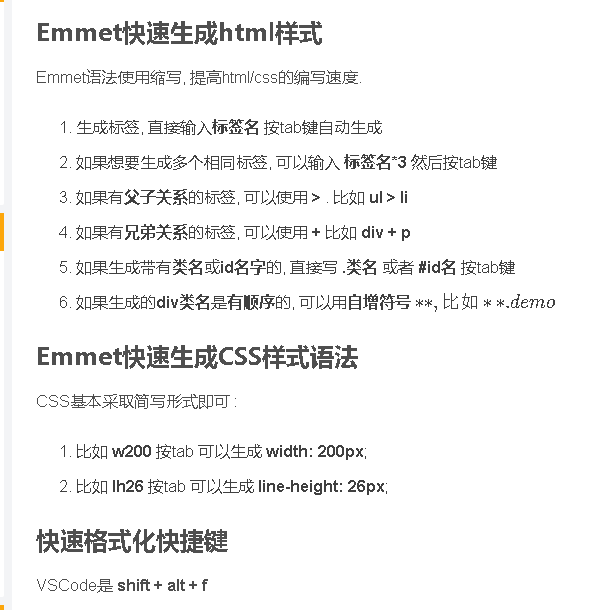 Emmet快速生成html样式
Emmet语法使用缩写, 提高html/css的编写速度.
1. 生成标签, 直接输入标签名 按tab键自动生成
2. 如果想要生成多个相同标签, 可以输入 标签名*3 然后按tab键
3. 如果有父子关系的标签, 可以使用 > . 比如 ul > li
4. 如果有兄弟关系的标签, 可以使用 + 比如 div + p
5. 如果生成带有类名或id名字的, 直接写 .类名 或者 #id名 按tab键
6. 如果生成的div类名是有顺序的, 可以用自增符号 **, 比如 **.demo
Emmet快速生成CSS样式语法
CSS基本采取简写形式即可 :
1. 比如 w200 按tab 可以生成 width: 200px;
2. 比如 lh26 按tab 可以生成 line-height: 26px;
快速格式化快捷键
VSCode是 shift + alt + f